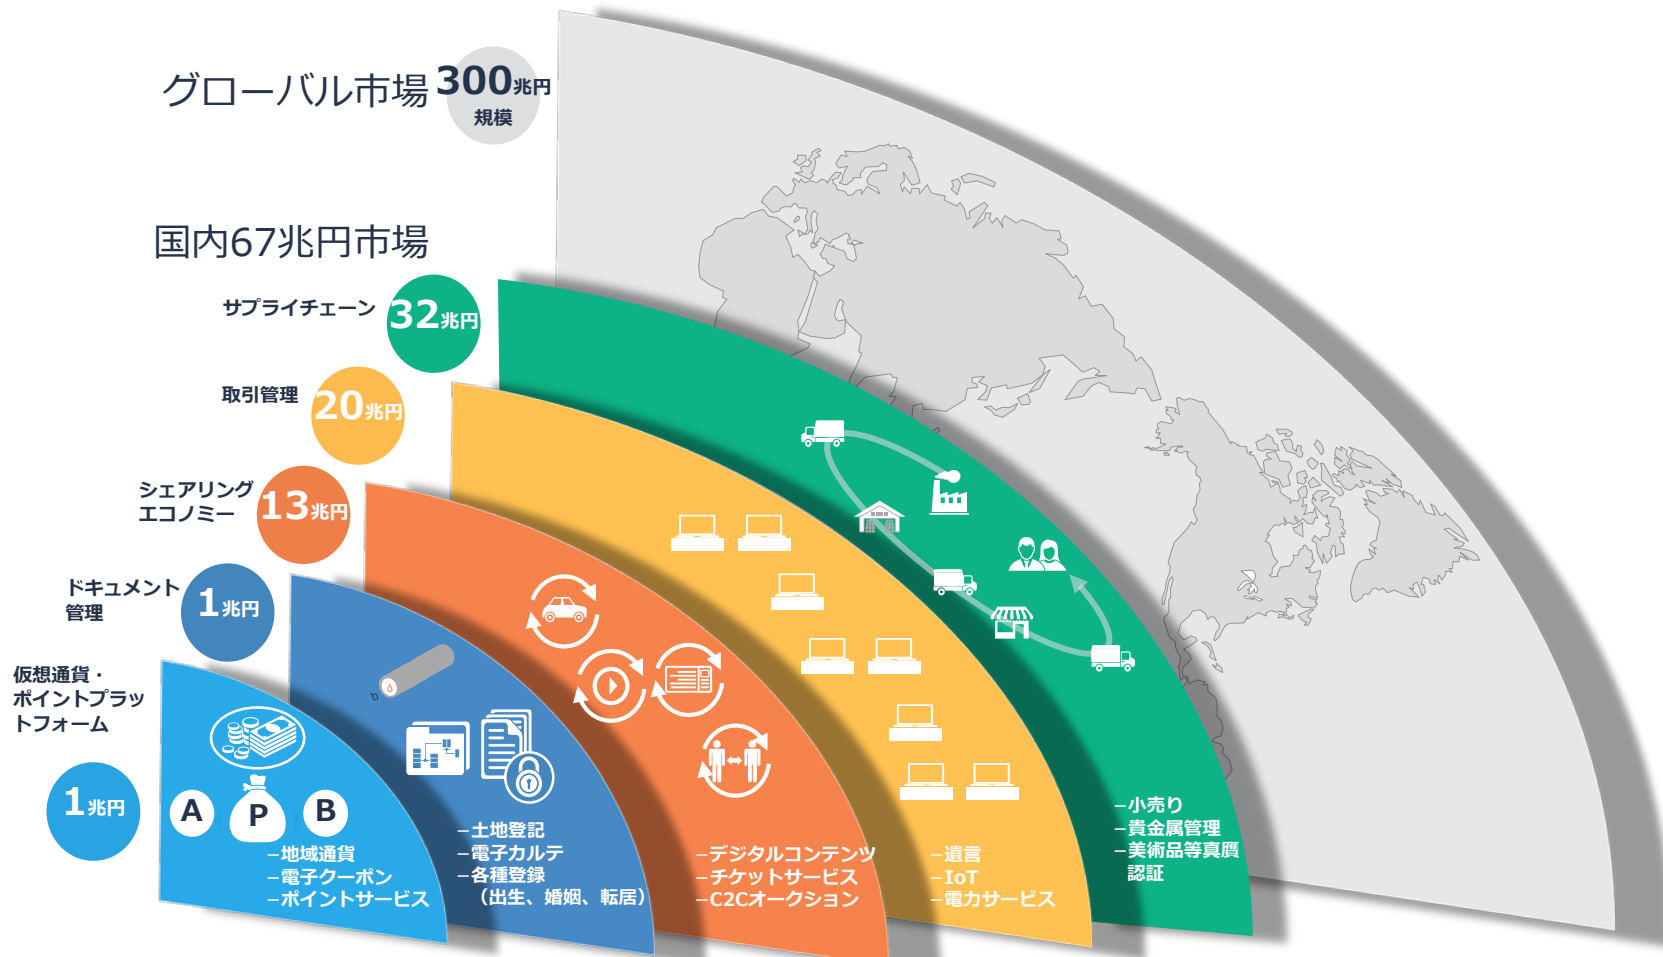 グローバル市場
300兆円
規模
国内67兆円市場
サプライチェーン
32兆円
取引管理
20兆円
シェアリング
エコノミー
13兆円
ドキュメント
管理
1兆円
仮想通貨・
ポイントプラッ
トフォーム
1兆円
A
P
B
b
d
−地域通貨
−電子クーポン
−ポイントサービス
−土地登記
−電子カルテ
−各種登録
（出生、婚姻、転居）
−デジタルコンテンツ
−チケットサービス
−C2Cオークション
−遺言
−IoT
−電力サービス
−小売り
−貴金属管理
−美術品等真贋
認証